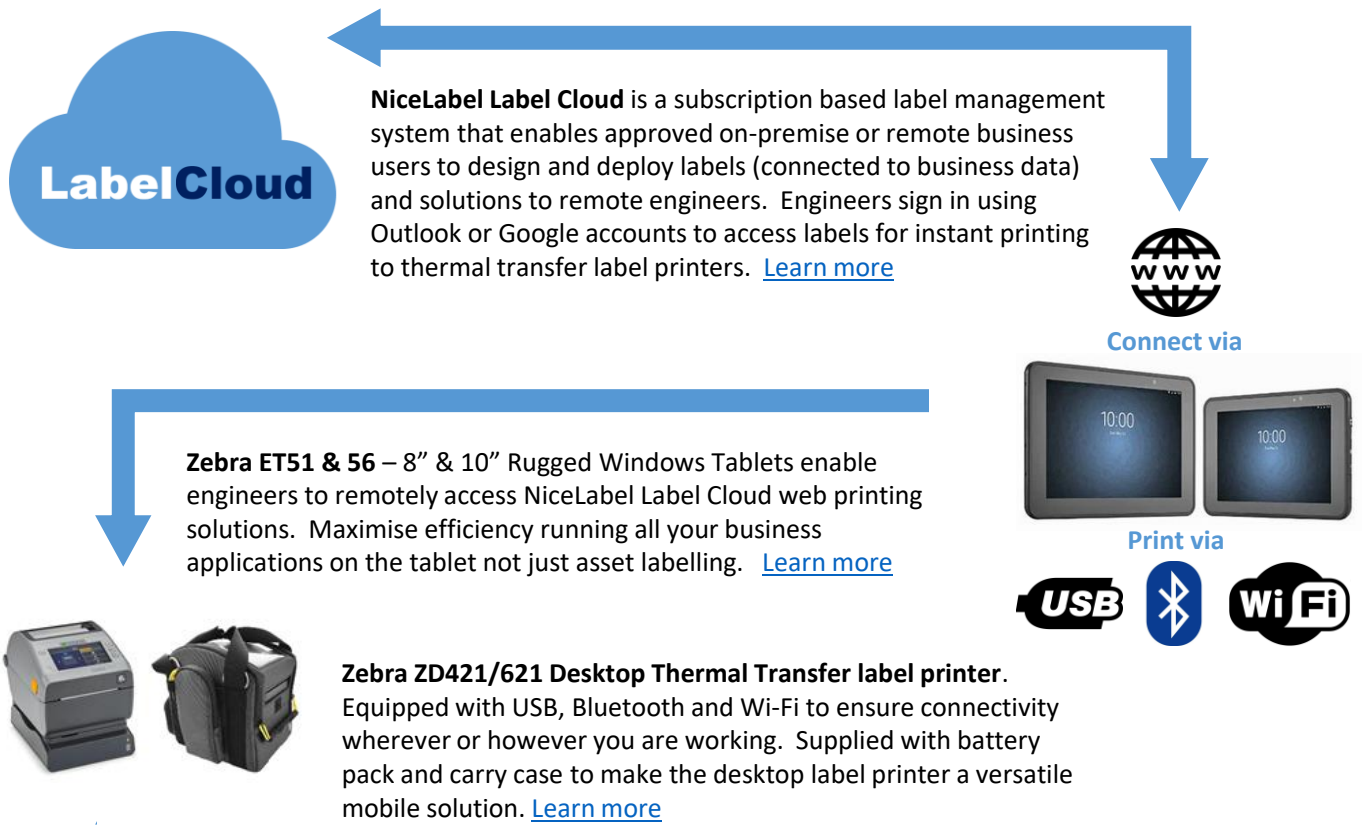 LabelCloud
NiceLabel Label Cloud is a subscription based label management
system that enables approved on-premise or remote business
users to design and deploy labels (connected to business data)
and solutions to remote engineers.  Engineers sign in using
Outlook or Google accounts to access labels for instant printing
to thermal transfer label printers.  Learn more
WWW
Connect via
10:00
10:00
Zebra ET51 & 56 – 8” & 10” Rugged Windows Tablets enable
engineers to remotely access NiceLabel Label Cloud web printing
solutions.  Maximise efficiency running all your business
applications on the tablet not just asset labelling.   Learn more
Print via
USB
WiFi
Zebra ZD421/621 Desktop Thermal Transfer label printer.
Equipped with USB, Bluetooth and Wi-Fi to ensure connectivity
wherever or however you are working.  Supplied with battery
pack and carry case to make the desktop label printer a versatile
mobile solution. Learn more